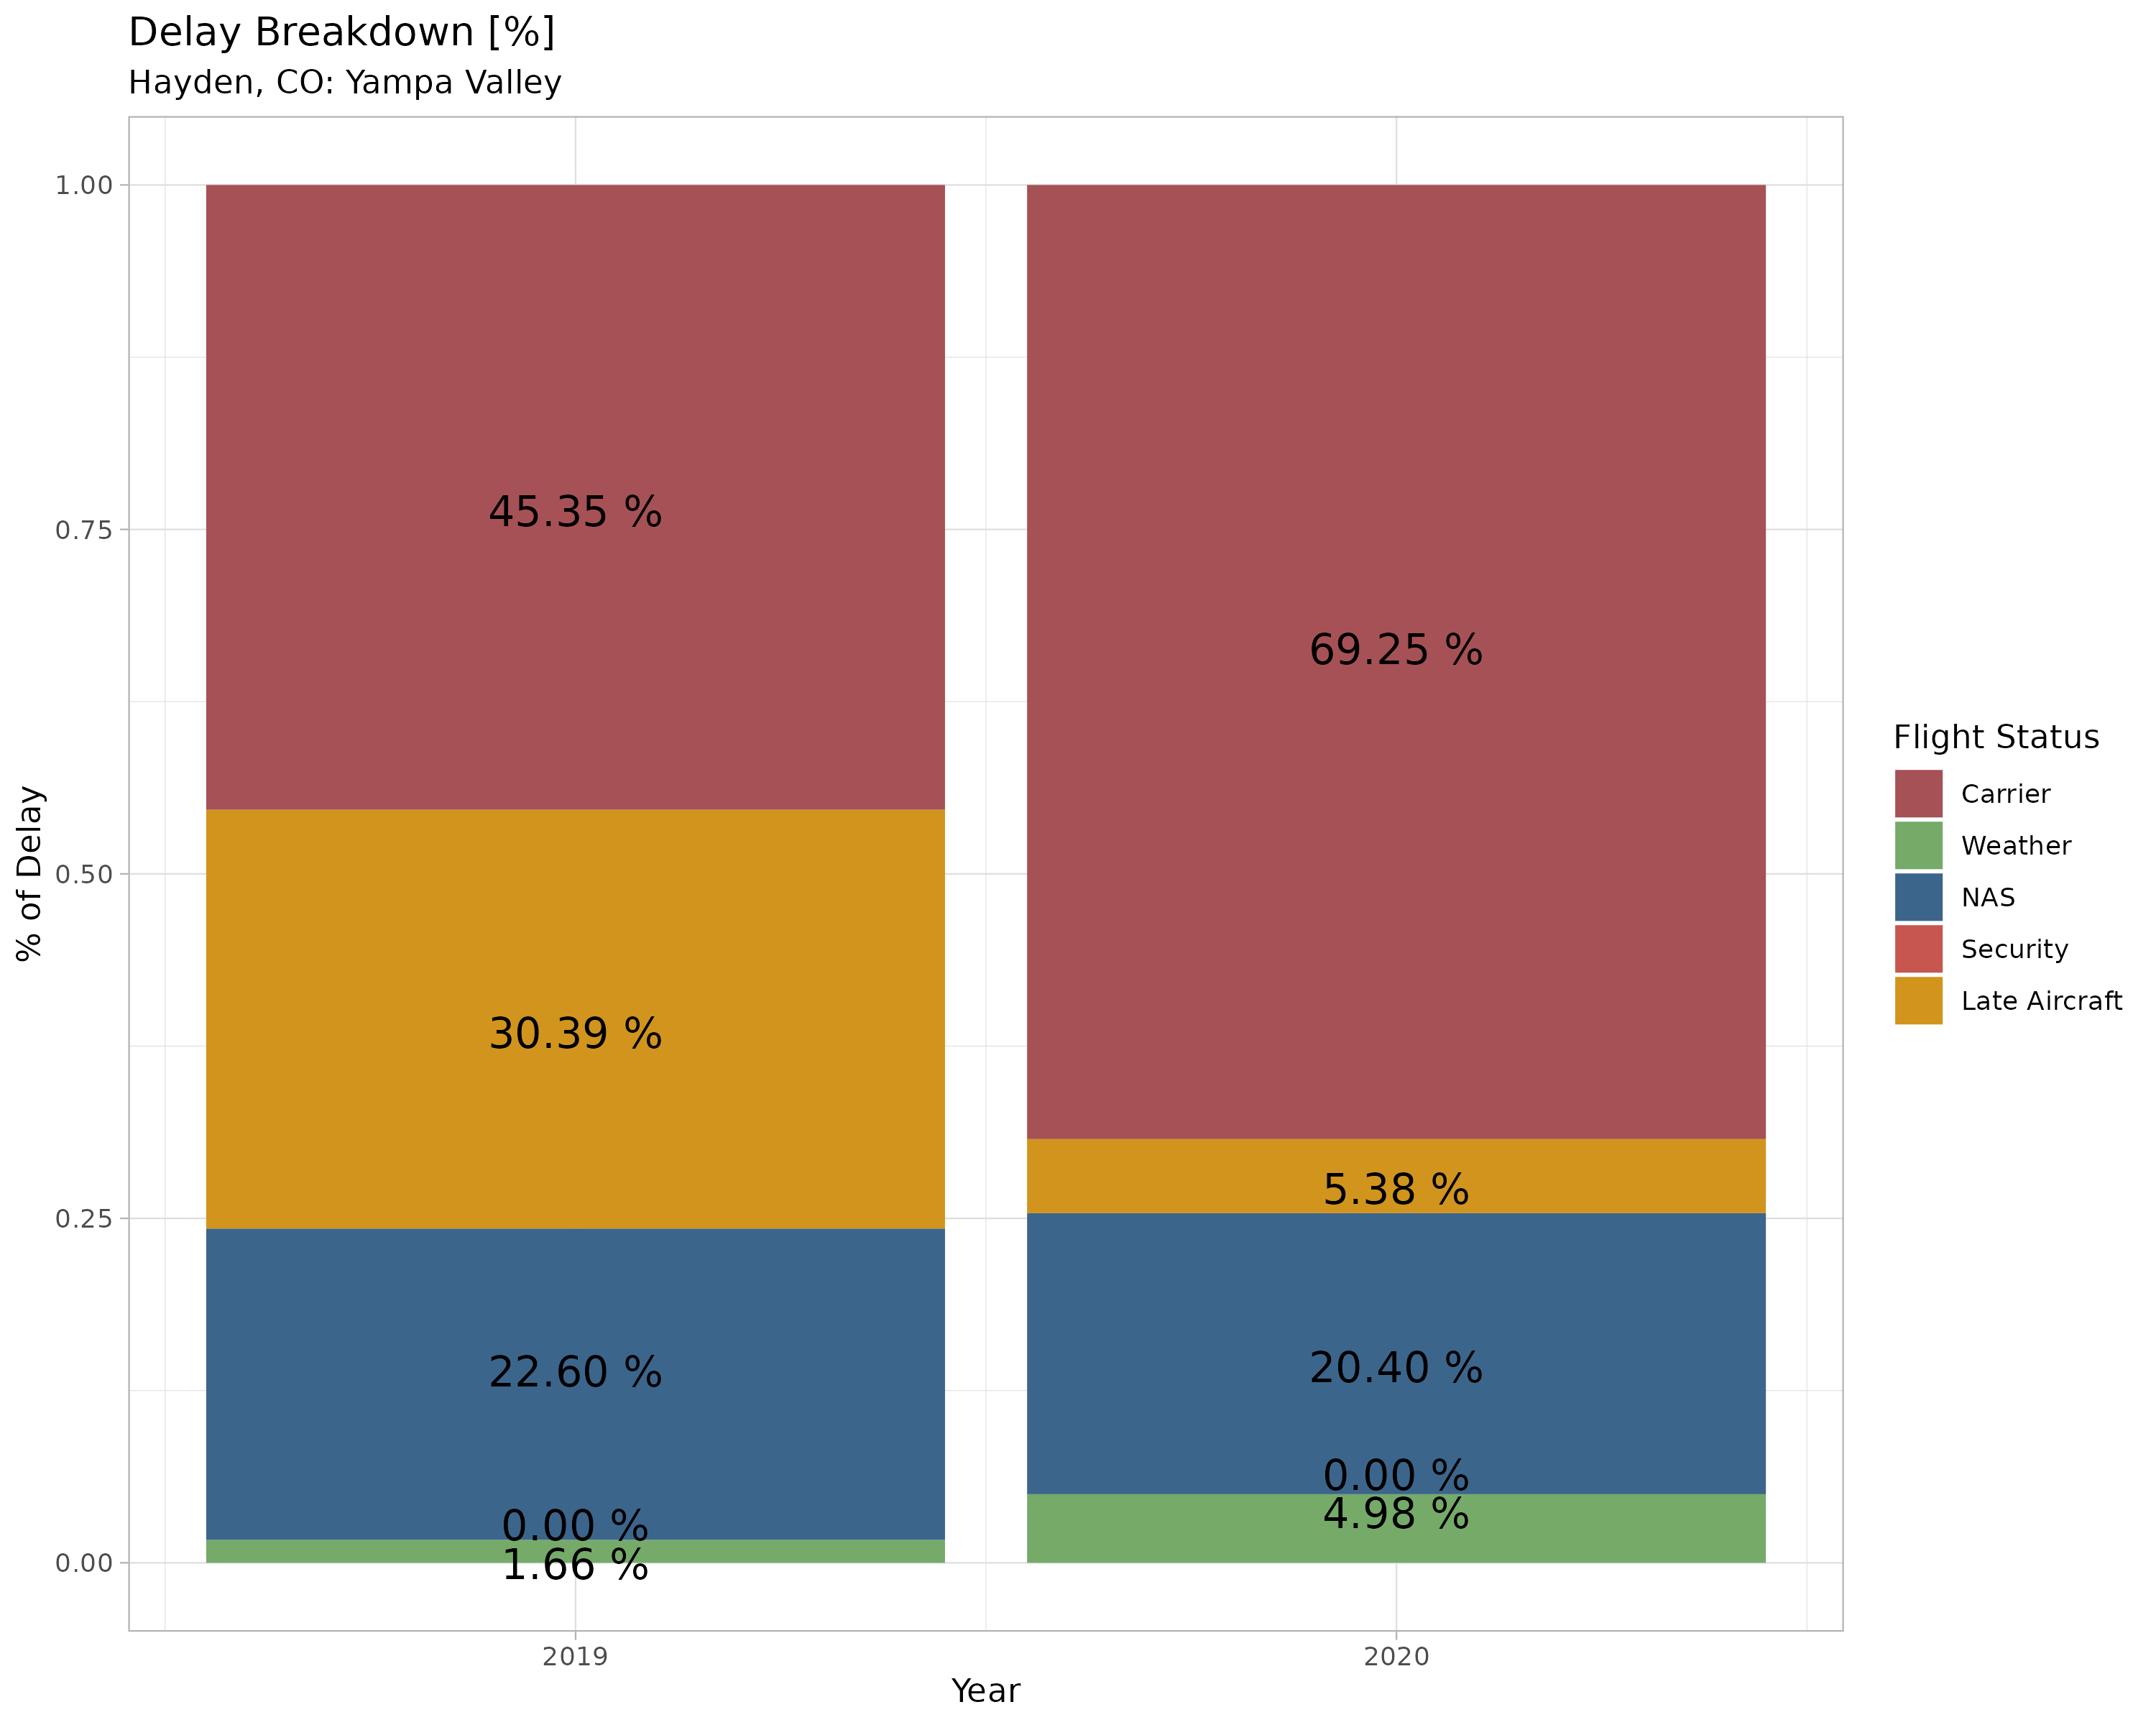 Delay Breakdown [%]
Hayden, CO: Yampa Valley
% of Delay
1.00
0.75
0.50
0.25
0.00
45.35 %
30.39 %
22.60 %
0.00 %
1.66 %
69.25 %
5.38 %
20.40 %
0.00 %
4.98 %
2019
2020
Year
Flight Status
Carrier
Weather
NAS
Security
Late Aircraft